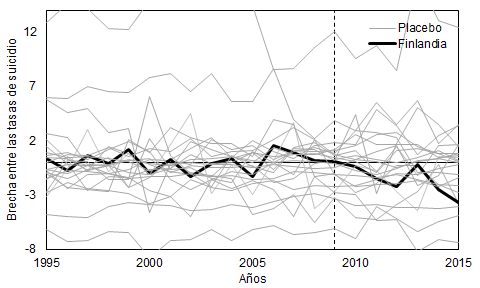 12
7
2
-3
-8
Brecha entre las tasas de suicidio
Placebo
Finlandia
1995 2000 2005 2010 2015
Años